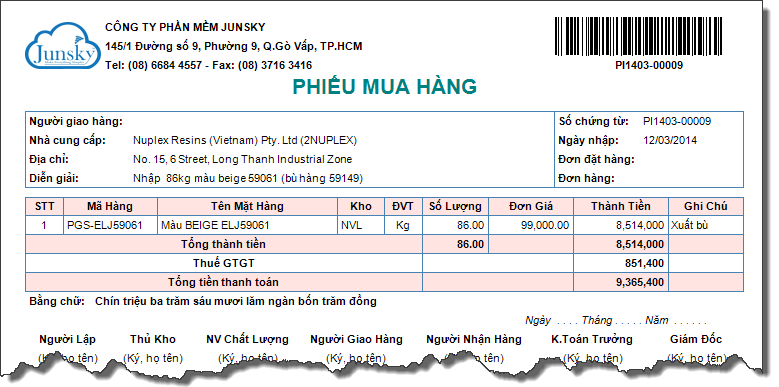 Junsky
CÔNG TY PHẦN MỀM JUNSKY
145/1 Đường số 9, Phường 9, Q.Gò Vấp, TP.HCM
Tel: (08) 6684 4557 - Fax: (08) 3716 3416
PI1403-00009
PHIẾU MUA HÀNG
Người giao hàng:
Số chứng từ: PI1403-00009
Nhà cung cấp: Nuplex Resins (Vietnam) Pty. Ltd (2NUPLEX)
Ngày nhập: 12/03/2014
Địa chỉ: No. 15, 6 Street, Long Thanh Industrial Zone
Đơn đặt hàng:
Diễn giải: Nhập 86kg màu beige 59061 (bù hàng 59149)
Đơn hàng:
STT Mã Hàng Tên Mặt Hàng Kho ĐVT Số Lượng Đơn Giá Thành Tiền Ghi Chú
1 PGS-ELJ59061 Màu BEIGE ELJ59061 NVL Kg 86.00 99,000.00 8,514,000 Xuất bù
Tổng thành tiền 86.00 8,514,000
Thuế GTGT 851,400
Tổng tiền thanh toán 9,365,400
Bằng chữ: Chín triệu ba trăm sáu mươi lăm ngàn bốn trăm đồng
Ngày .... Tháng ..... Năm ......
Người Lập Thủ Kho NV Chất Lượng Người Giao Hàng Người Nhận Hàng K.Toán Trưởng Giám Đốc
(Ký, họ tên) (Ký, họ tên) (Ký, họ tên) (Ký, họ tên) (Ký, họ tên) (Ký, họ tên) (Ký, họ tên)